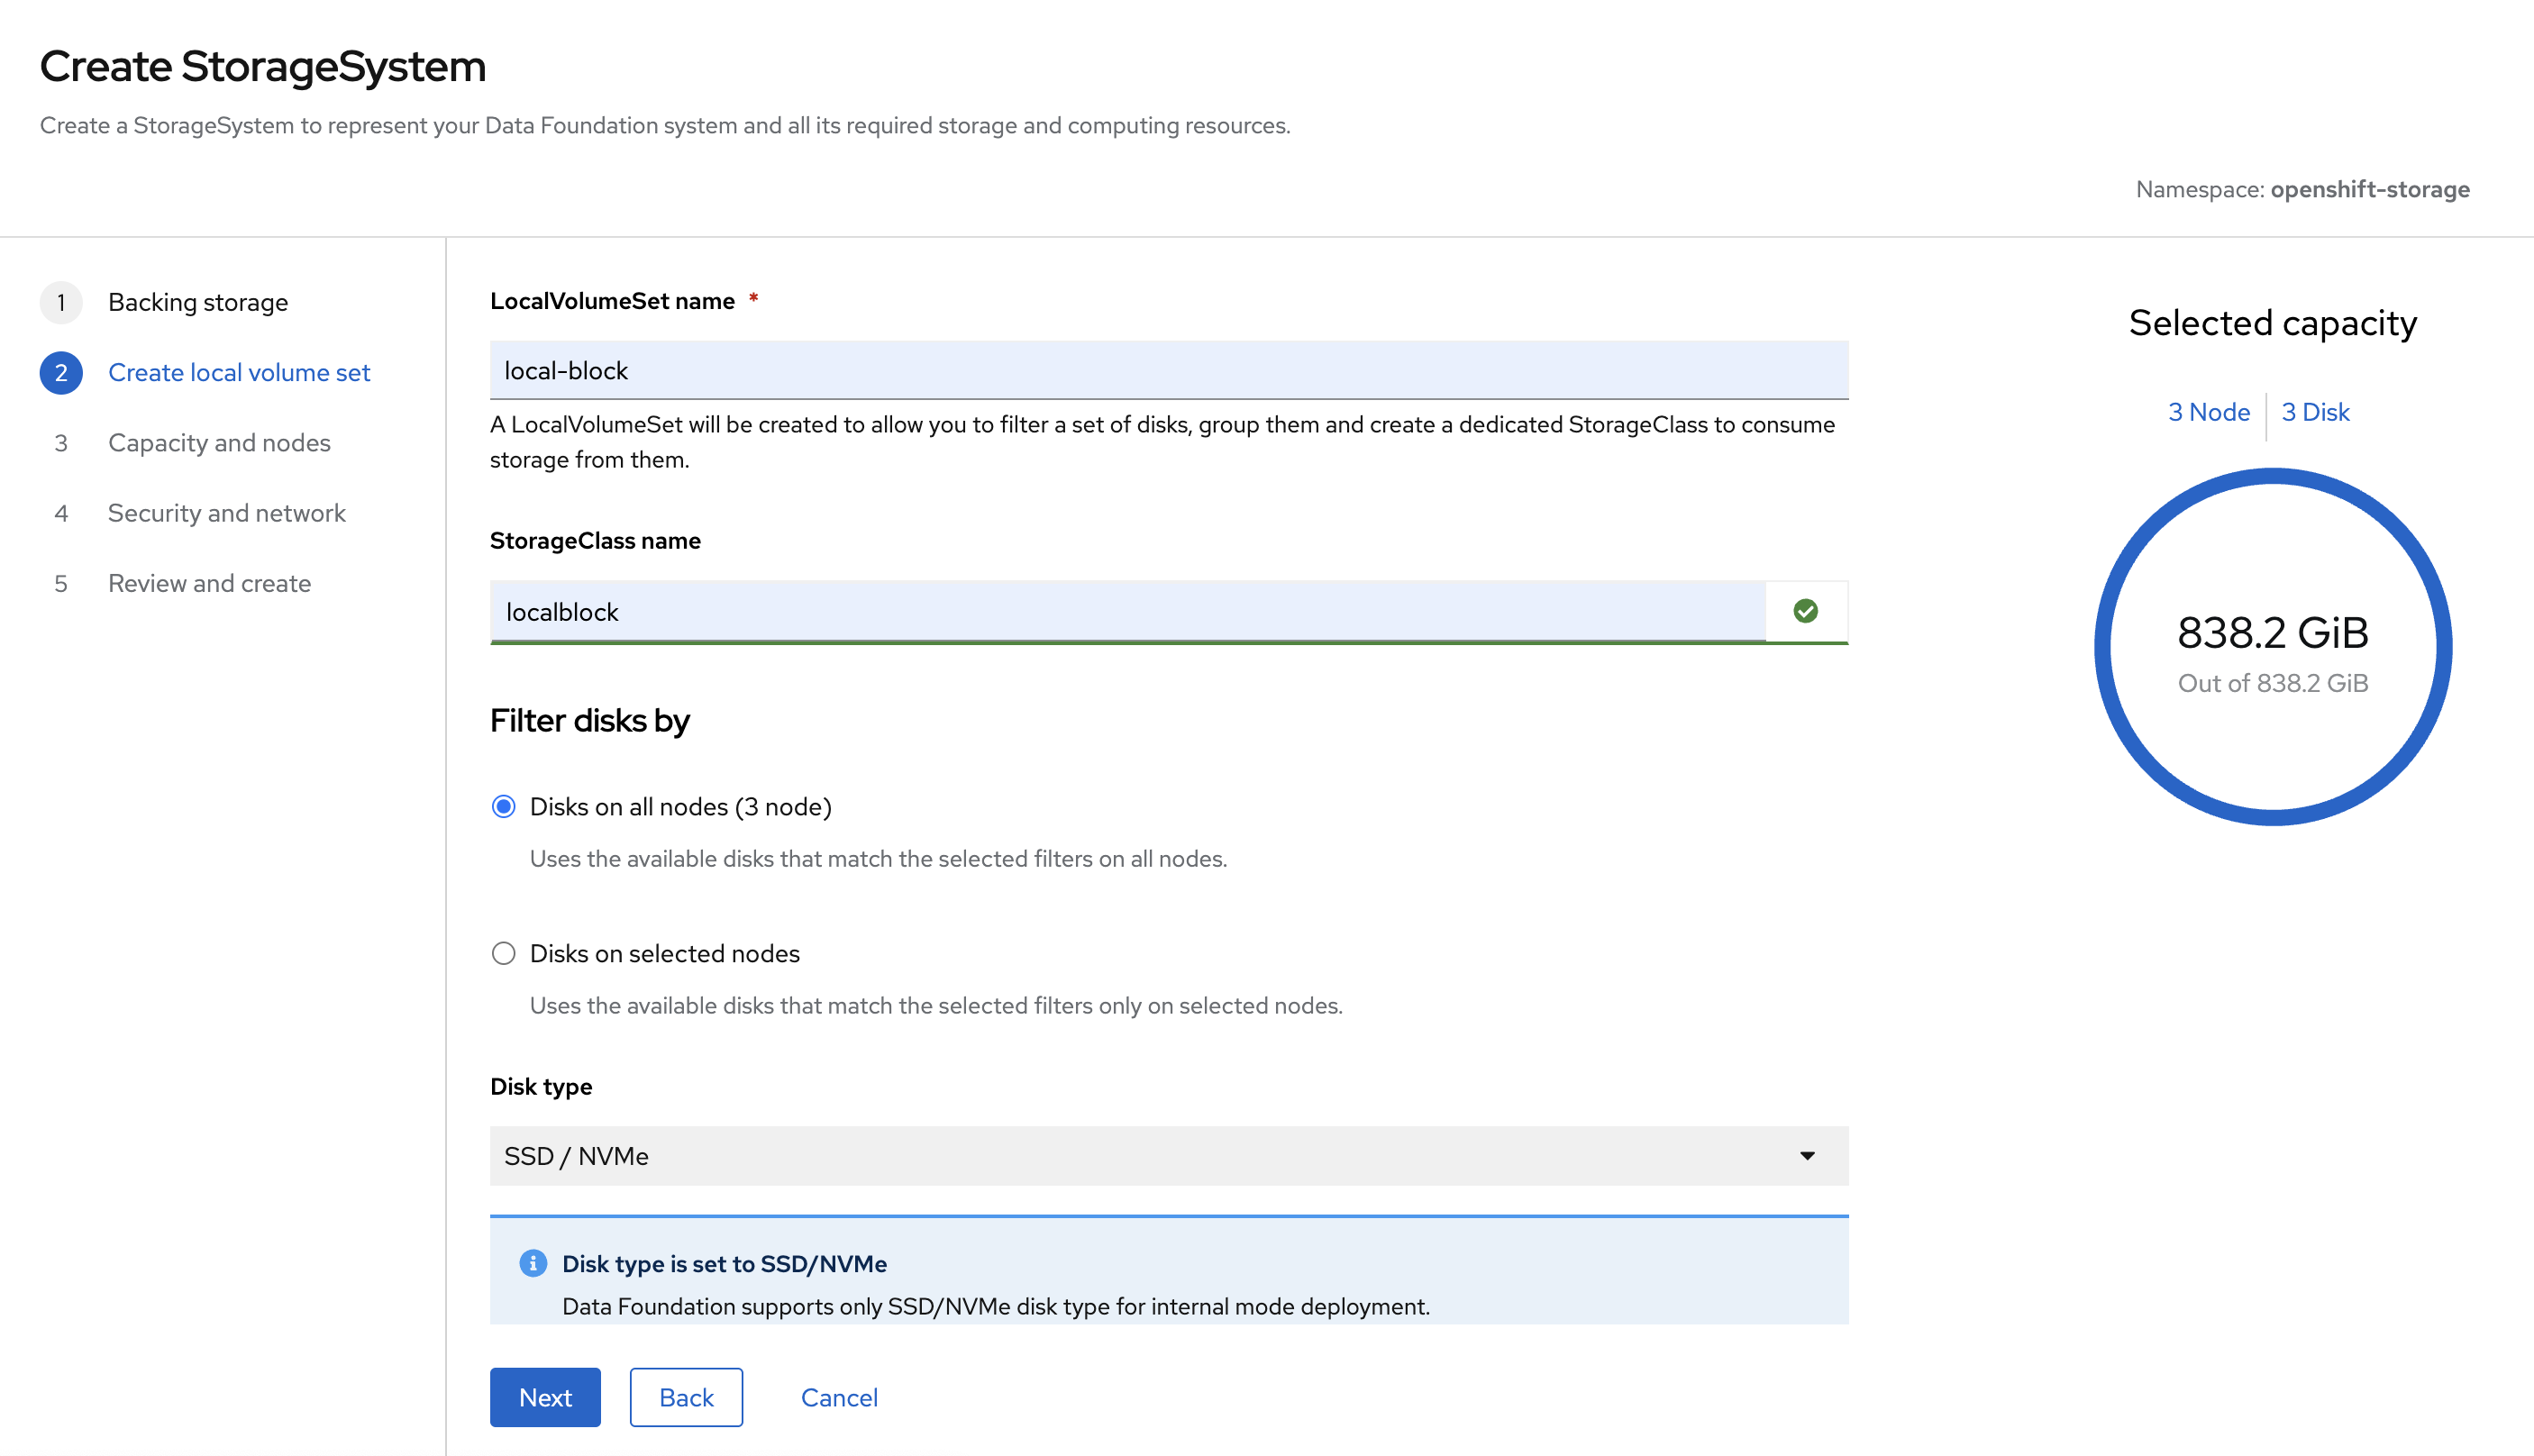 Create StorageSystem
Create a StorageSystem to represent your Data Foundation system and all its required storage and computing resources.
Namespace: openshift-storage
1 Backing storage
2 Create local volume set
3 Capacity and nodes
4 Security and network
5 Review and create
LocalVolumeSet name *
local-block
A LocalVolumeSet will be created to allow you to filter a set of disks, group them and create a dedicated StorageClass to consume
storage from them.
StorageClass name
localblock
Filter disks by
Disks on all nodes (3 node)
Uses the available disks that match the selected filters on all nodes.
Disks on selected nodes
Uses the available disks that match the selected filters only on selected nodes.
Disk type
SSD / NVMe
Disk type is set to SSD/NVMe
Data Foundation supports only SSD/NVMe disk type for internal mode deployment.
Next Back Cancel
Selected capacity
3 Node 3 Disk
838.2 GiB
Out of 838.2 GiB